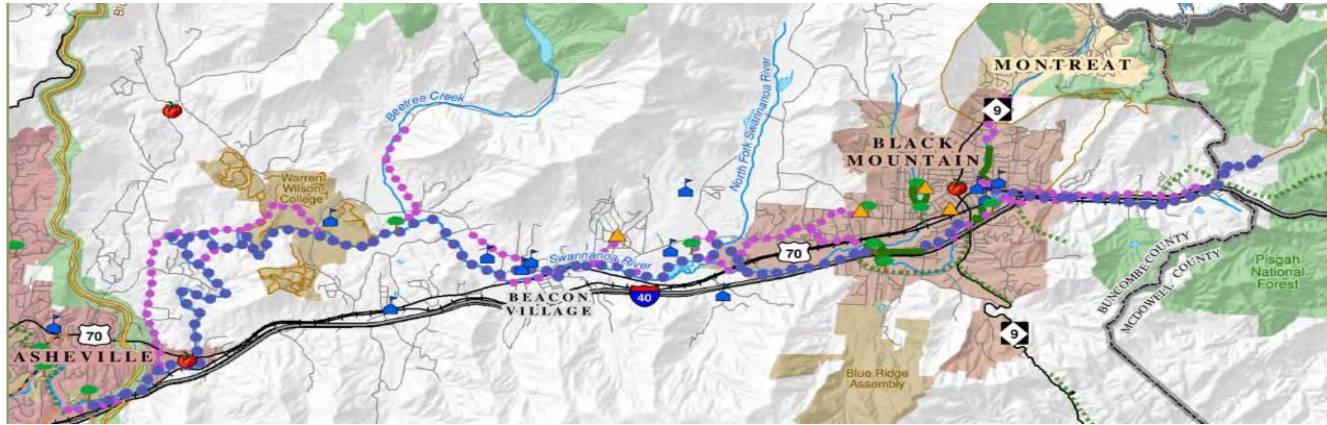 MONTREAT
9
Beetree Creek
North Fork Swannanoa River
BLACK
MOUNTAIN
Warren
Wilson
College
Swannanoa River
70
BUNCOMBE COUNTY
MCDOWELL COUNTY
Pisgah
National
Forest
40
BEACON
VILLAGE
70
ASHEVILLE
9
Blue Ridge
Assembly